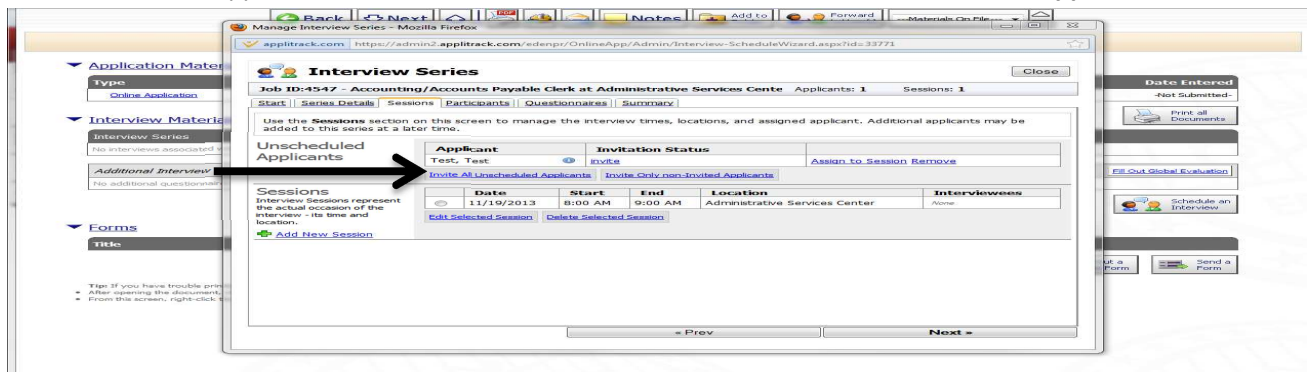 Back Next Notes Add to Forward --Materials On File--
Manage Interview Series - Mozilla Firefox
applitrack.com https://admin2.applitrack.com/edenpr/OnlineApp/Admin/Interview-ScheduleWizard.aspx?id=33771
Interview Series Close
Job ID:4547 - Accounting/Accounts Payable Clerk at Administrative Services Cente Applicants: 1 Sessions: 1
Start Series Details Sessions Participants Questionnaires Summary
Use the Sessions section on this screen to manage the interview times, locations, and assigned applicant. Additional applicants may be
added to this series at a later time.
Unscheduled
Applicants
Applicant Invitation Status
Test, Test invite Assign to Session Remove
Invite All Unscheduled Applicants Invite Only non-Invited Applicants
Sessions
Interview Sessions represent
the actual occasion of the
interview - its time and
location.
Add New Session
Date Start End Location Interviewees
11/19/2013 8:00 AM 9:00 AM Administrative Services Center None
Edit Selected Session Delete Selected Session
« Prev Next »
Application Mater
Type
Online Application
Interview Materia
Interview Series
No interviews associated
Additional Interview
No additional questionnair
Forms
Title
Tip: If you have trouble prin
After opening the document,
From this screen, right-click
Date Entered
-Not Submitted-
Print all
Documents
Fill Out Global Evaluation
Schedule an
Interview
ut a
Form
Send a
Form